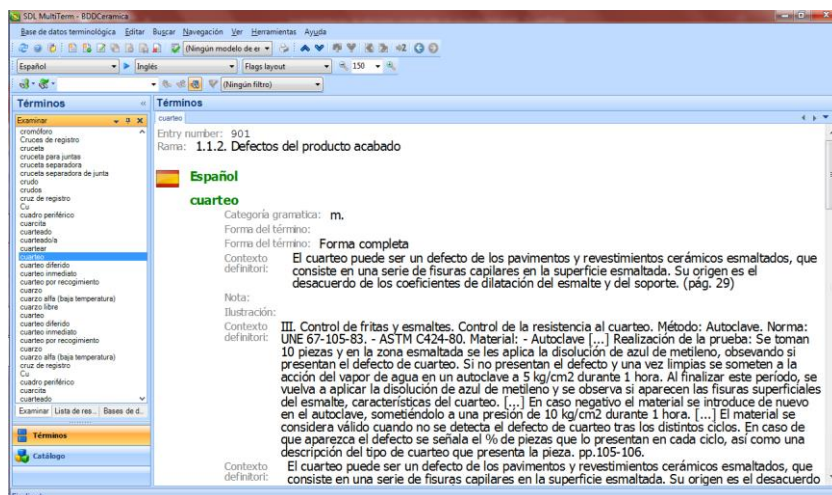 SDL MultiTerm - BDDCeramica
Base de datos terminológica Editar Buscar Navegación Ver Herramientas Ayuda
(Ningún modelo de e
Español Inglés Flags layout 150
(Ningún filtro)
Términos
Examinar
cromóforo
Cruces de registro
cruceta
cruceta para juntas
cruceta separadora
cruceta separadora de junta
crudo
crudos
cruz de registro
Cu
cuadro periférico
cuarcita
cuarteado
cuarteado/a
cuartear
cuarteo
cuarteo diferido
cuarteo inmediato
cuarteo por recogimiento
cuarzo
cuarzo alfa (baja temperatura)
cuarzo libre
cuarteo
cuarteo diferido
cuarteo inmediato
cuarteo por recogimiento
cuarzo
cuarzo alfa (baja temperatura)
cruz de registro
Cu
cuadro periférico
cuarcita
cuarteado
Examinar Lista de res... Bases de d..
Términos
Catálogo
Términos
cuarteo
Entry number: 901
Rama: 1.1.2. Defectos del producto acabado
Español
cuarteo
Categoría gramatica: m.
Forma del término:
Forma del término: Forma completa
Contexto definitori: El cuarteo puede ser un defecto de los pavimentos y revestimientos cerámicos esmaltados, que
consiste en una serie de fisuras capilares en la superficie esmaltada. Su origen es el
desacuerdo de los coeficientes de dilatación del esmalte y del soporte. (pág. 29)
Nota:
Ilustración:
Contexto definitori: III. Control de fritas y esmaltes. Control de la resistencia al cuarteo. Método: Autoclave. Norma:
UNE 67-105-83. - ASTM C424-80. Material: - Autoclave [...] Realización de la prueba: Se toman
10 piezas y en la zona esmaltada se les aplica la disolución de azul de metileno, obsevando si
presentan el defecto de cuarteo. Si no presentan el defecto y una vez limpias se someten a la
acción del vapor de agua en un autoclave a 5 kg/cm2 durante 1 hora. Al finalizar este período, se
vuelva a aplicar la disolución de azul de metileno y se observa si aparecen las fisuras superficiales
del esmalte, características del cuarteo. [...] En caso negativo el material se introduce de nuevo
en el autoclave, sometiéndolo a una presión de 10 kg/cm2 durante 1 hora. [...] El material se
considera válido cuando no se detecta el defecto de cuarteo tras los distintos ciclos. En caso de
que aparezca el defecto se señala el % de piezas que lo presentan en cada ciclo, así como una
descripción del tipo de cuarteo que presenta la pieza. pp.105-106.
Contexto definitori: El cuarteo puede ser un defecto de los pavimentos y revestimientos cerámicos esmaltados, que
consiste en una serie de fisuras capilares en la superficie esmaltada. Su origen es el desacuerdo